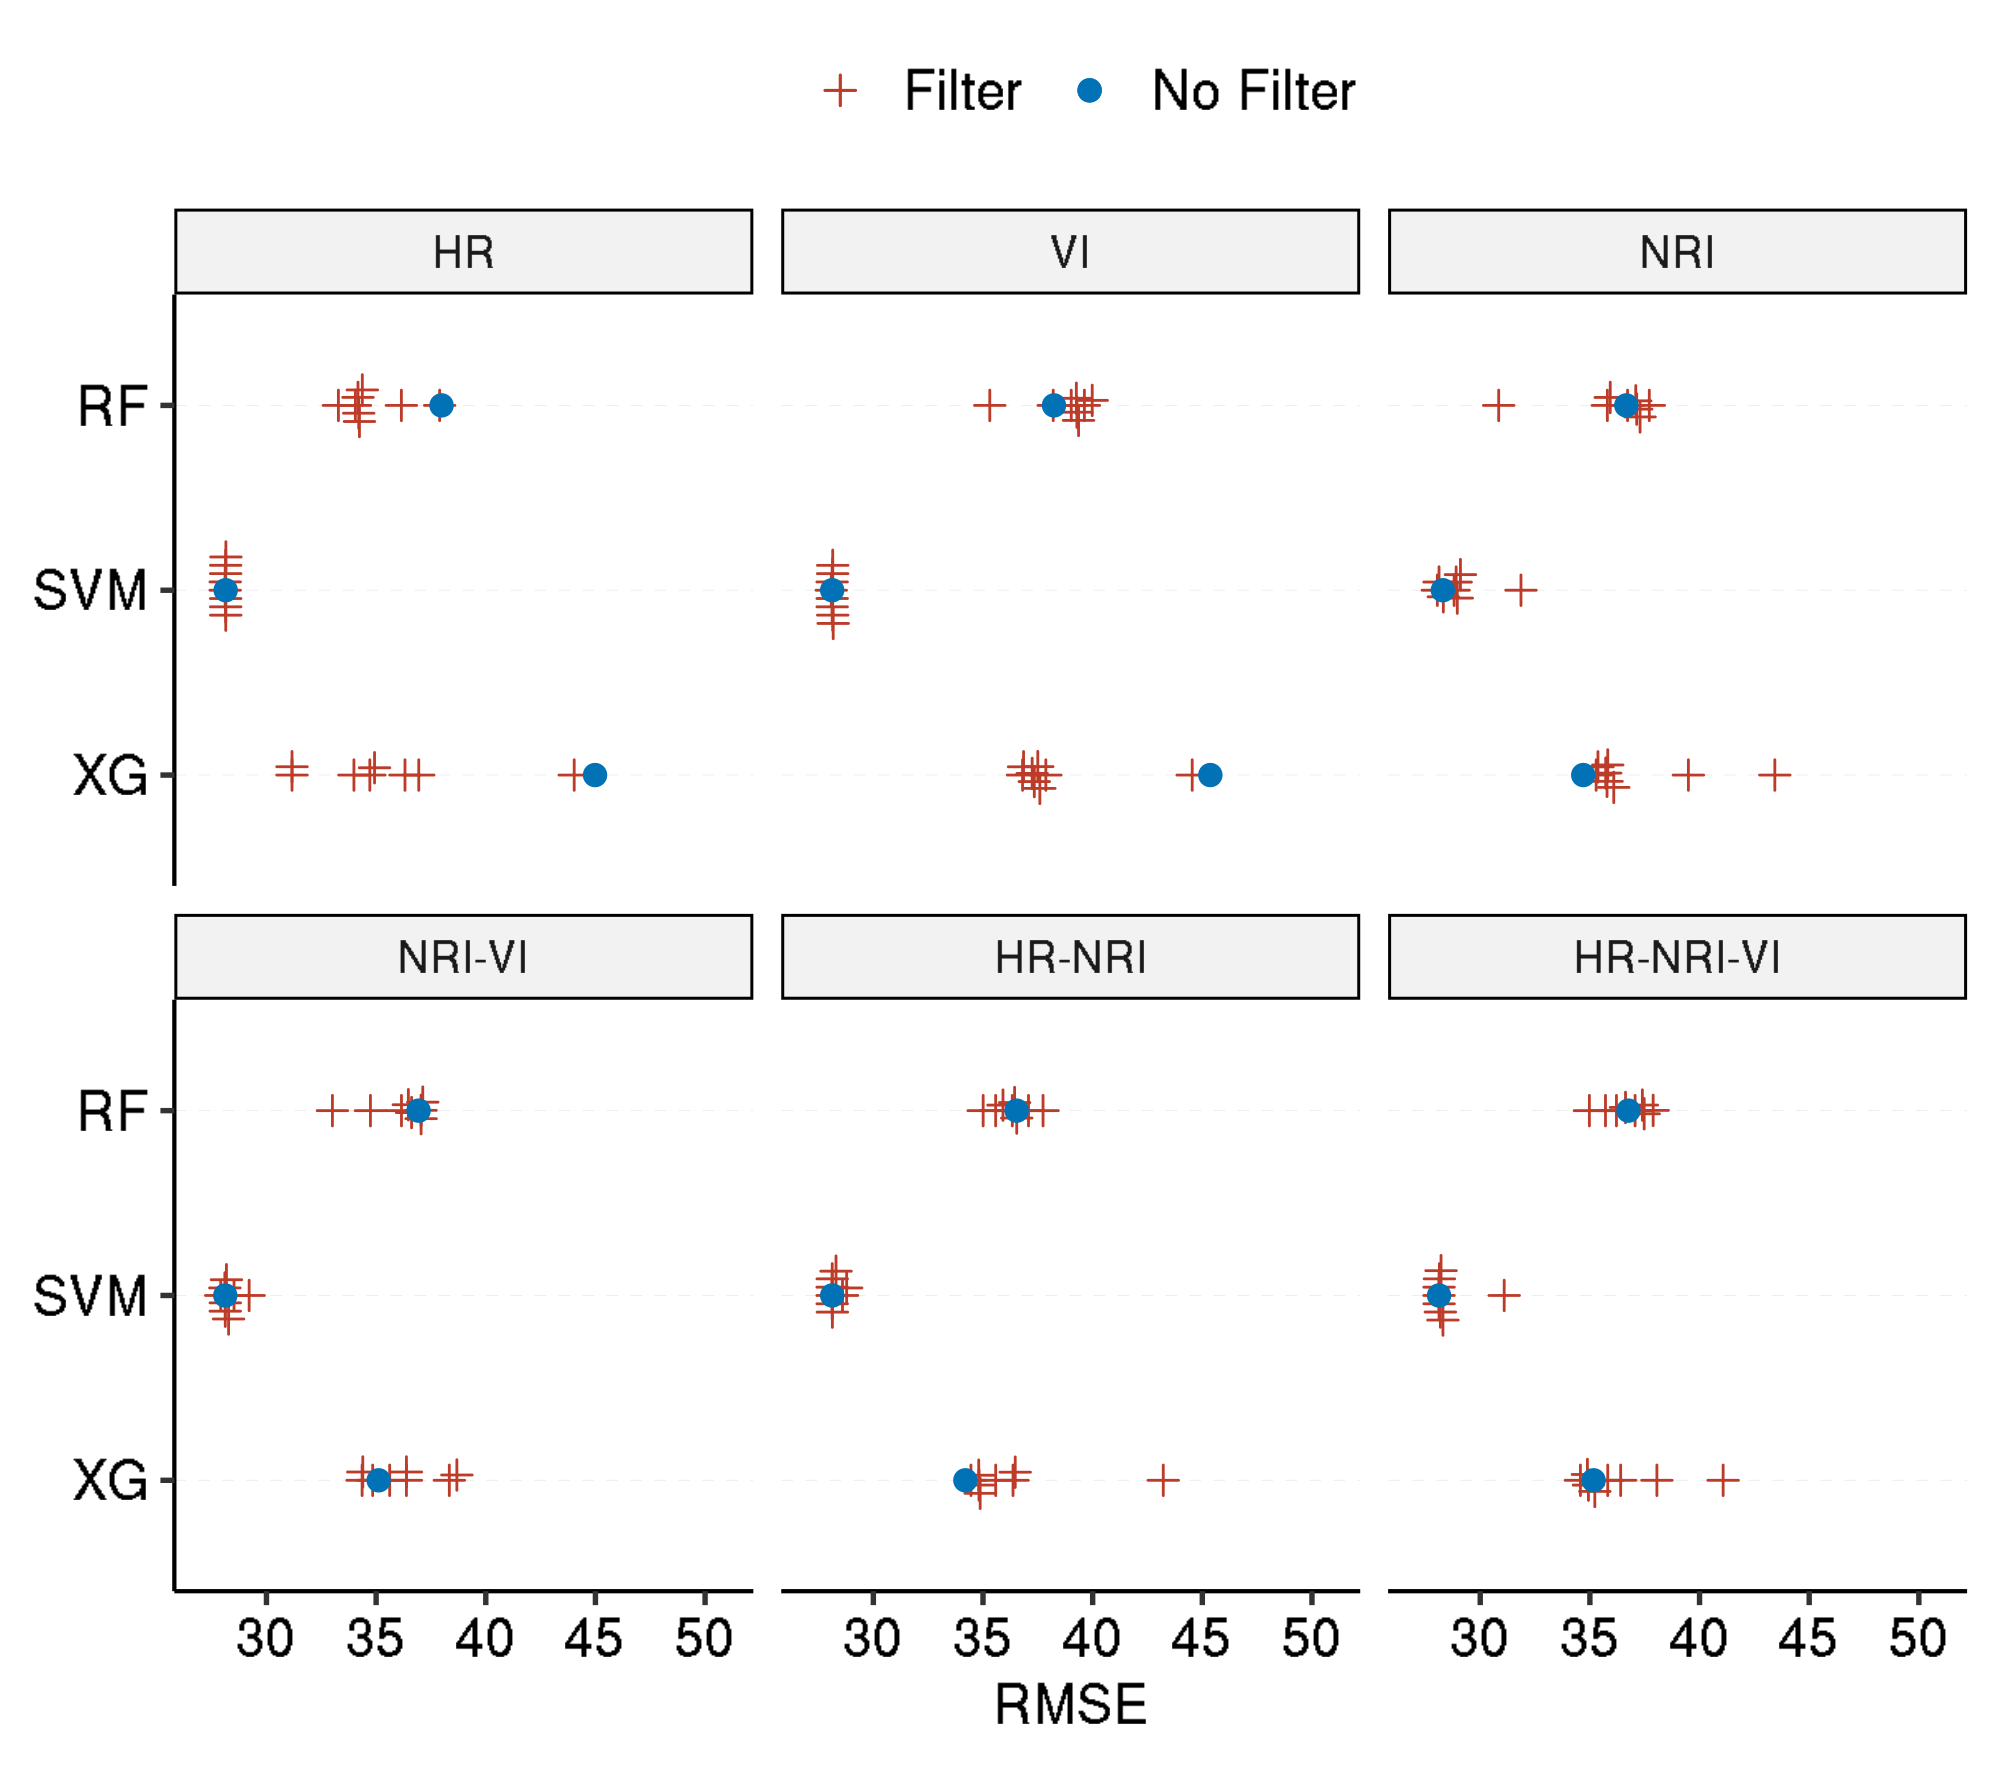 Filter No Filter
HR VI NRI
RF
SVM
XG
NRI-VI HR-NRI HR-NRI-VI
RF
SVM
XG
30 35 40 45 50 30 35 40 45 50 30 35 40 45 50
RMSE